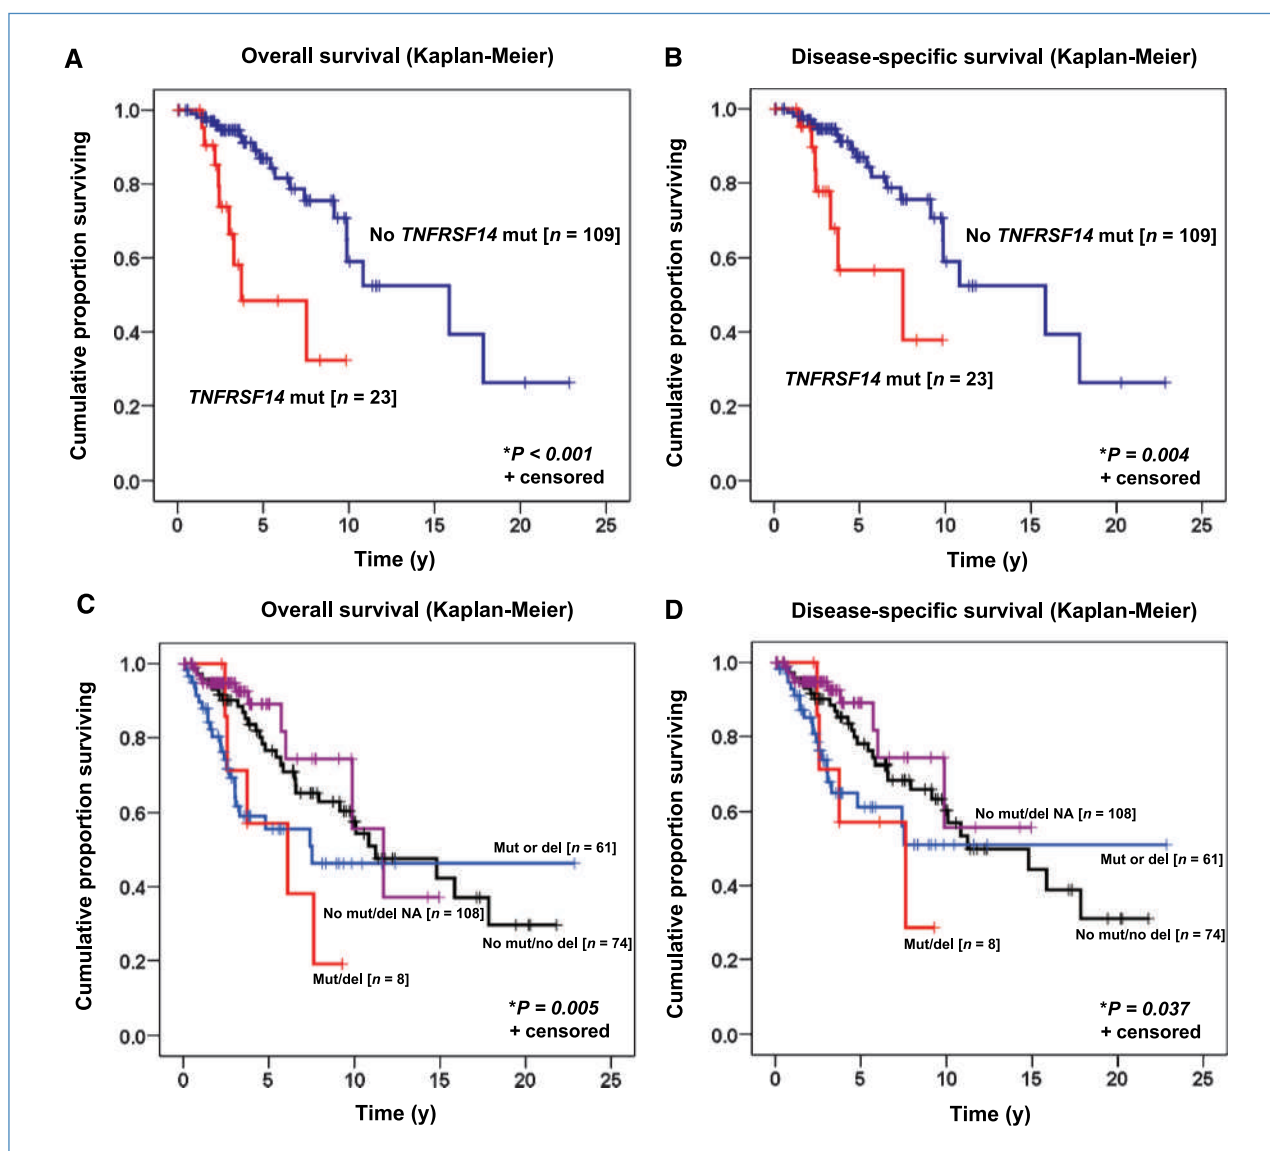 A
Overall survival (Kaplan-Meier)
Cumulative proportion surviving
1.0
0.8
0.6
0.4
0.2
0.0
No TNFRSF14 mut [n = 109]
TNFRSF14 mut [n = 23]
*P < 0.001
+ censored
0 5 10 15 20 25
Time (y)
B
Disease-specific survival (Kaplan-Meier)
Cumulative proportion surviving
1.0
0.8
0.6
0.4
0.2
0.0
No TNFRSF14 mut [n = 109]
TNFRSF14 mut [n = 23]
*P = 0.004
+ censored
0 5 10 15 20 25
Time (y)
C
Overall survival (Kaplan-Meier)
Cumulative proportion surviving
1.0
0.8
0.6
0.4
0.2
0.0
Mut or del [n = 61]
No mut/del NA [n = 108]
No mut/no del [n = 74]
Mut/del [n = 8]
*P = 0.005
+ censored
0 5 10 15 20 25
Time (y)
D
Disease-specific survival (Kaplan-Meier)
Cumulative proportion surviving
1.0
0.8
0.6
0.4
0.2
0.0
No mut/del NA [n = 108]
Mut or del [n = 61]
No mut/no del [n = 74]
Mut/del [n = 8]
*P = 0.037
+ censored
0 5 10 15 20 25
Time (y)